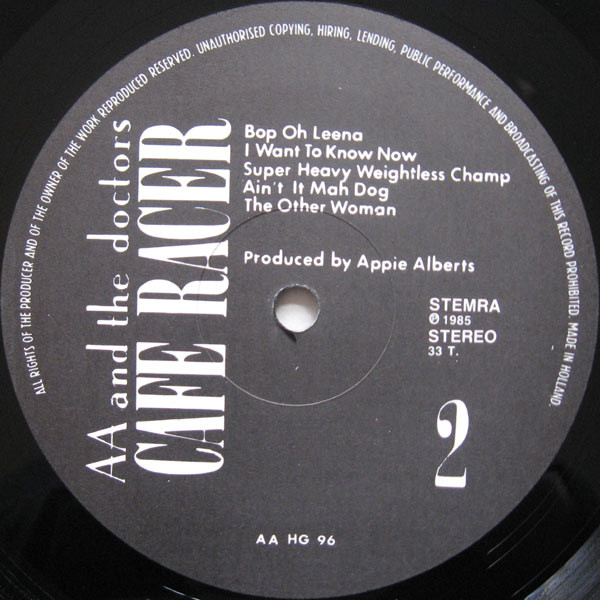 ALL RIGHTS OF THE PRODUCER AND OF THE OWNER OF THE WORK REPRODUCED RESERVED. UNAUTHORISED COPYING, HIRING, LENDING, PUBLIC PERFORMANCE AND BROADCASTING OF THIS RECORD PROHIBITED. MADE IN HOLLAND.
AA and the doctors
CAFE RACER
Bop Oh Leena
I Want To Know Now
Super Heavy Weightless Champ
Ain't It Mah Dog
The Other Woman
Produced by Appie Alberts
STEMRA
℗ 1985
STEREO
33 T.
2
AA HG 96